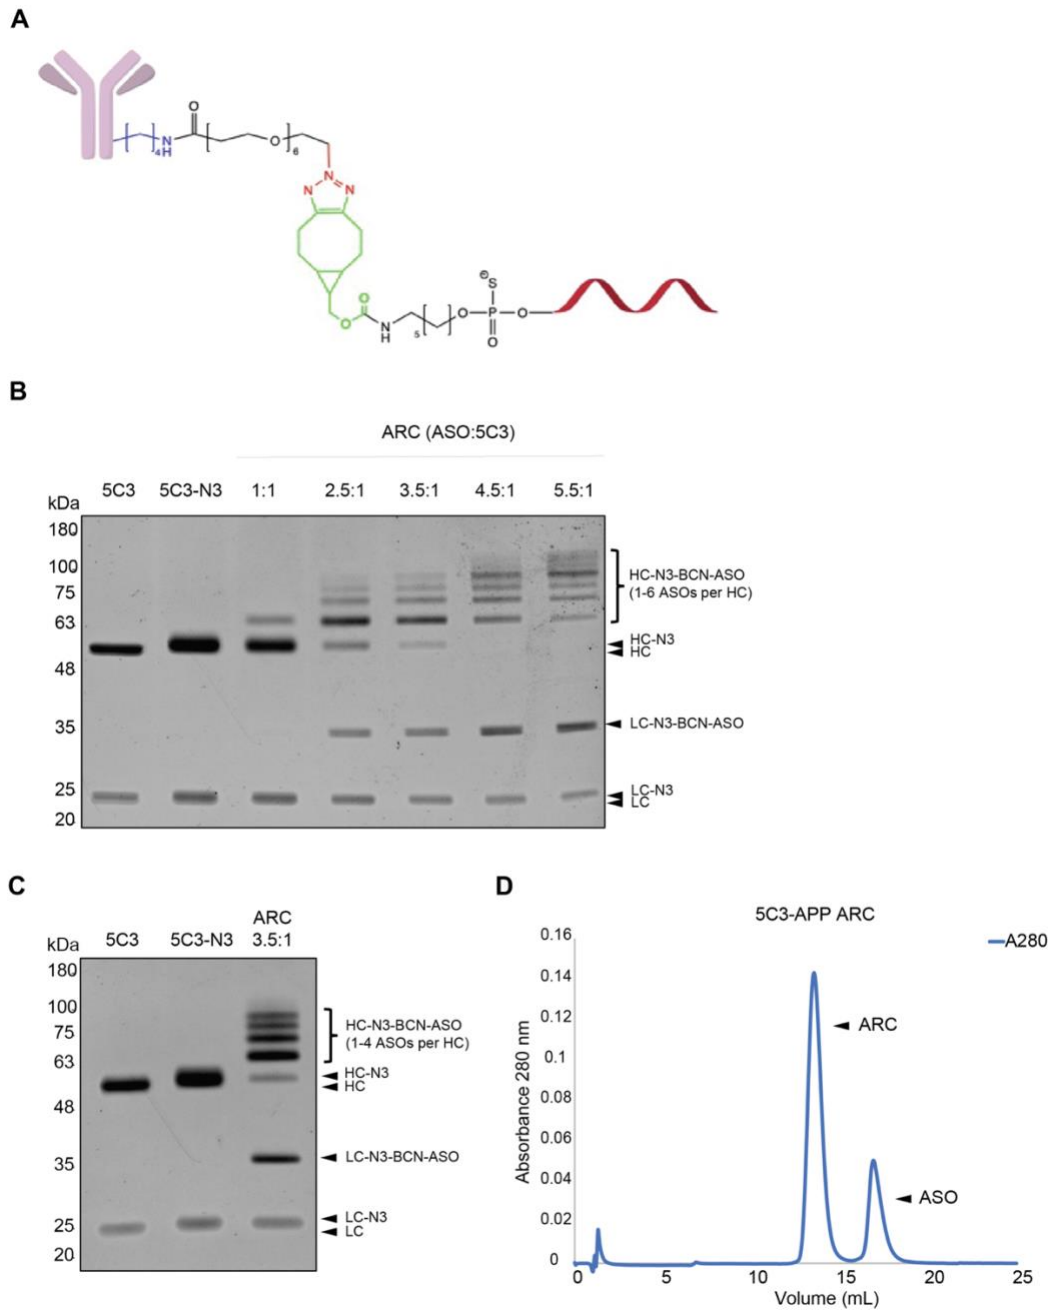 A
O
4
N
H
O
6
N
N
N
O
O
N
H
5
O
⊖
S
P
O
O
B
ARC (ASO:5C3)
kDa
5C3
5C3-N3
1:1
2.5:1
3.5:1
4.5:1
5.5:1
180
100
75
63
48
35
25
20
HC-N3-BCN-ASO
(1-6 ASOs per HC)
HC-N3
HC
LC-N3-BCN-ASO
LC-N3
LC
C
kDa
5C3
5C3-N3
ARC
3.5:1
180
100
75
63
48
35
25
20
HC-N3-BCN-ASO
(1-4 ASOs per HC)
HC-N3
HC
LC-N3-BCN-ASO
LC-N3
LC
D
5C3-APP ARC
A280
Absorbance 280 nm
0.16
0.14
0.12
0.1
0.08
0.06
0.04
0.02
0
ARC
ASO
0 5 10 15 20 25
Volume (mL)